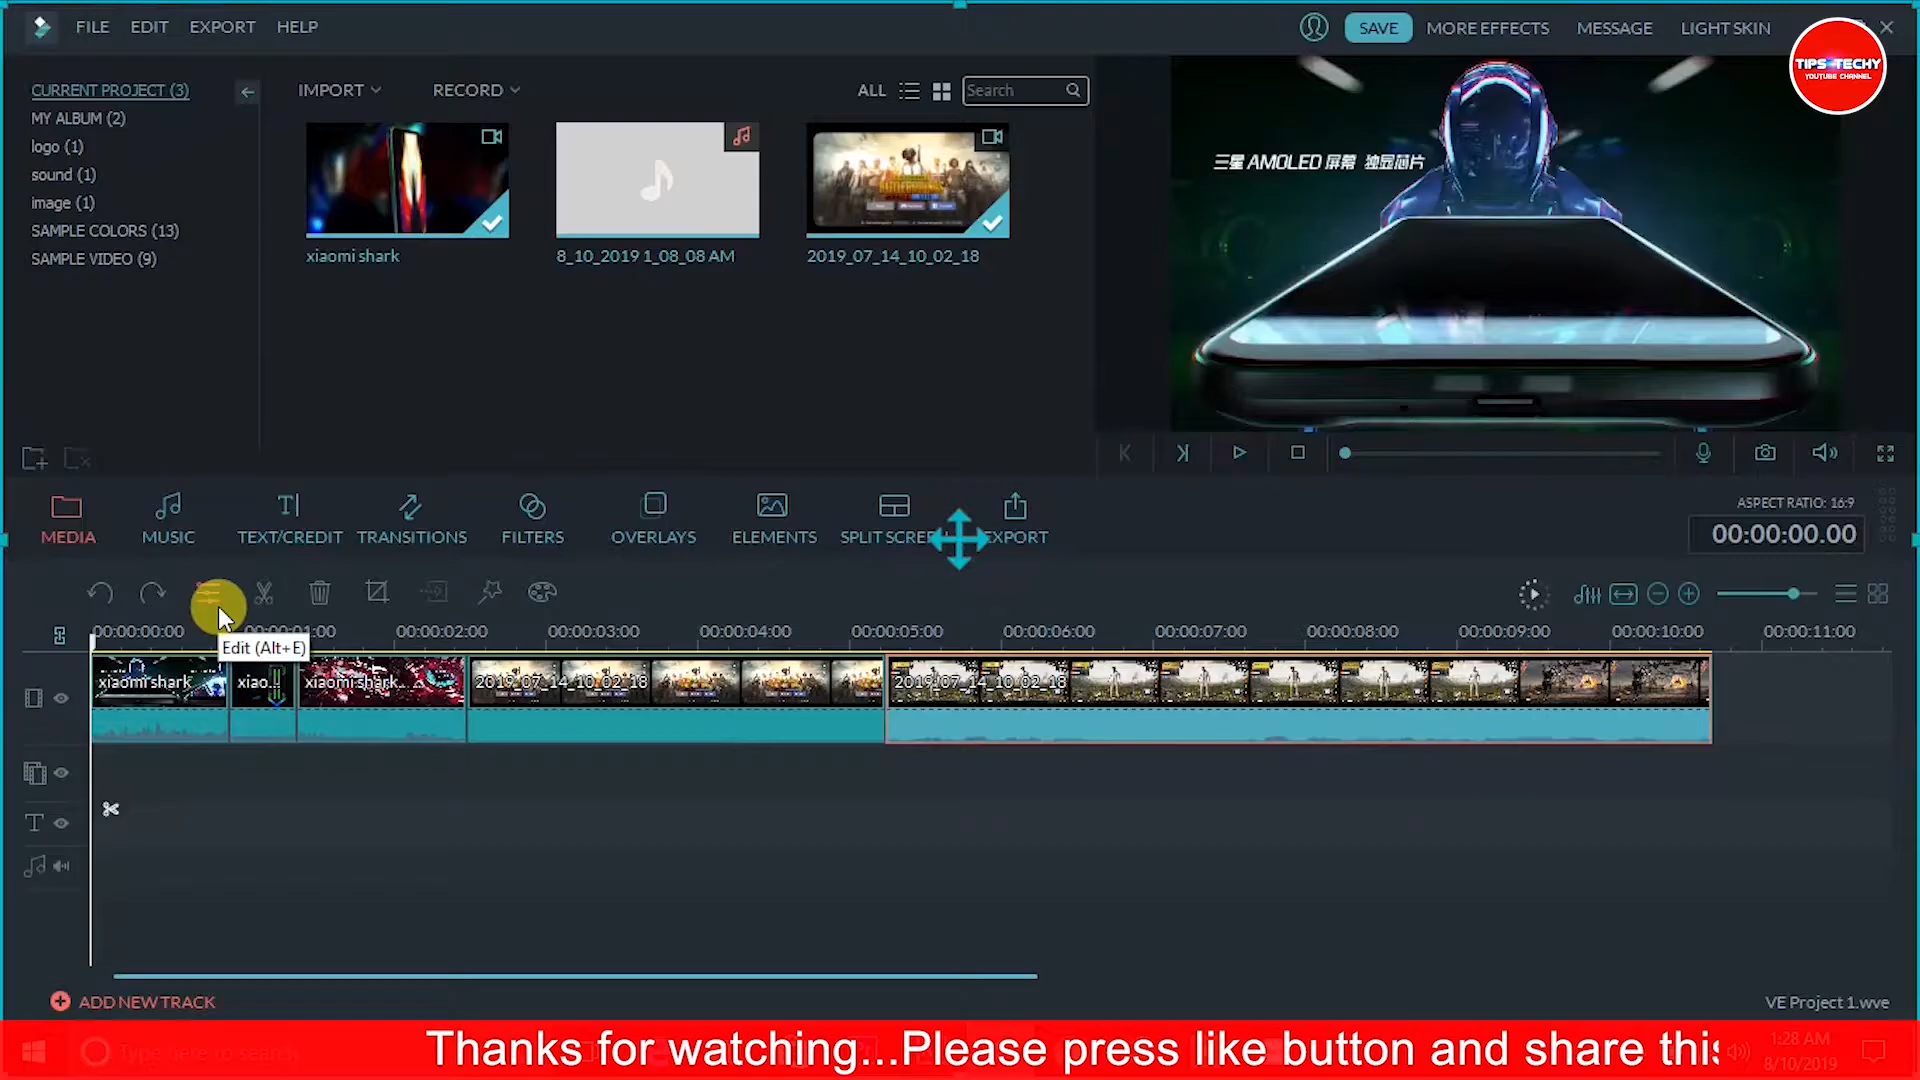 FILE EDIT EXPORT HELP
SAVE MORE EFFECTS MESSAGE LIGHT SKIN
TIPS TECHY
YOUTUBE CHANNEL
CURRENT PROJECT (3)
MY ALBUM (2)
logo (1)
sound (1)
image (1)
SAMPLE COLORS (13)
SAMPLE VIDEO (9)
IMPORT RECORD ALL Search
xiaomi shark 8_10_2019 1_08_08 AM 2019_07_14_10_02_18
三星 AMOLED 屏幕 独显芯片
MEDIA MUSIC TEXT/CREDIT TRANSITIONS FILTERS OVERLAYS ELEMENTS SPLIT SCREE EXPORT
ASPECT RATIO: 16:9
00:00:00.00
00:00:00:00 00:00:01:00 00:00:02:00 00:00:03:00 00:00:04:00 00:00:05:00 00:00:06:00 00:00:07:00 00:00:08:00 00:00:09:00 00:00:10:00 00:00:11:00
Edit (Alt+E)
xiaomi shark xiao... xiaomi shark... 2019_07_14_10_02_18 2019_07_14_10_02_18
ADD NEW TRACK
VE Project 1.wve
Type here to search
Thanks for watching...Please press like button and share this
1:28 AM
8/10/2019